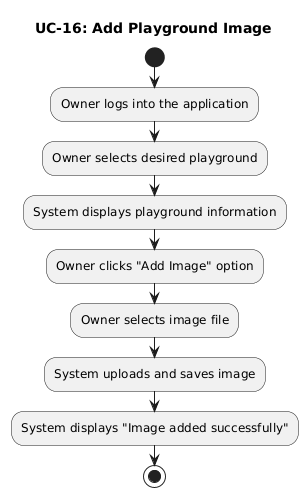 UC-16: Add Playground Image
Owner logs into the application
Owner selects desired playground
System displays playground information
Owner clicks "Add Image" option
Owner selects image file
System uploads and saves image
System displays "Image added successfully"